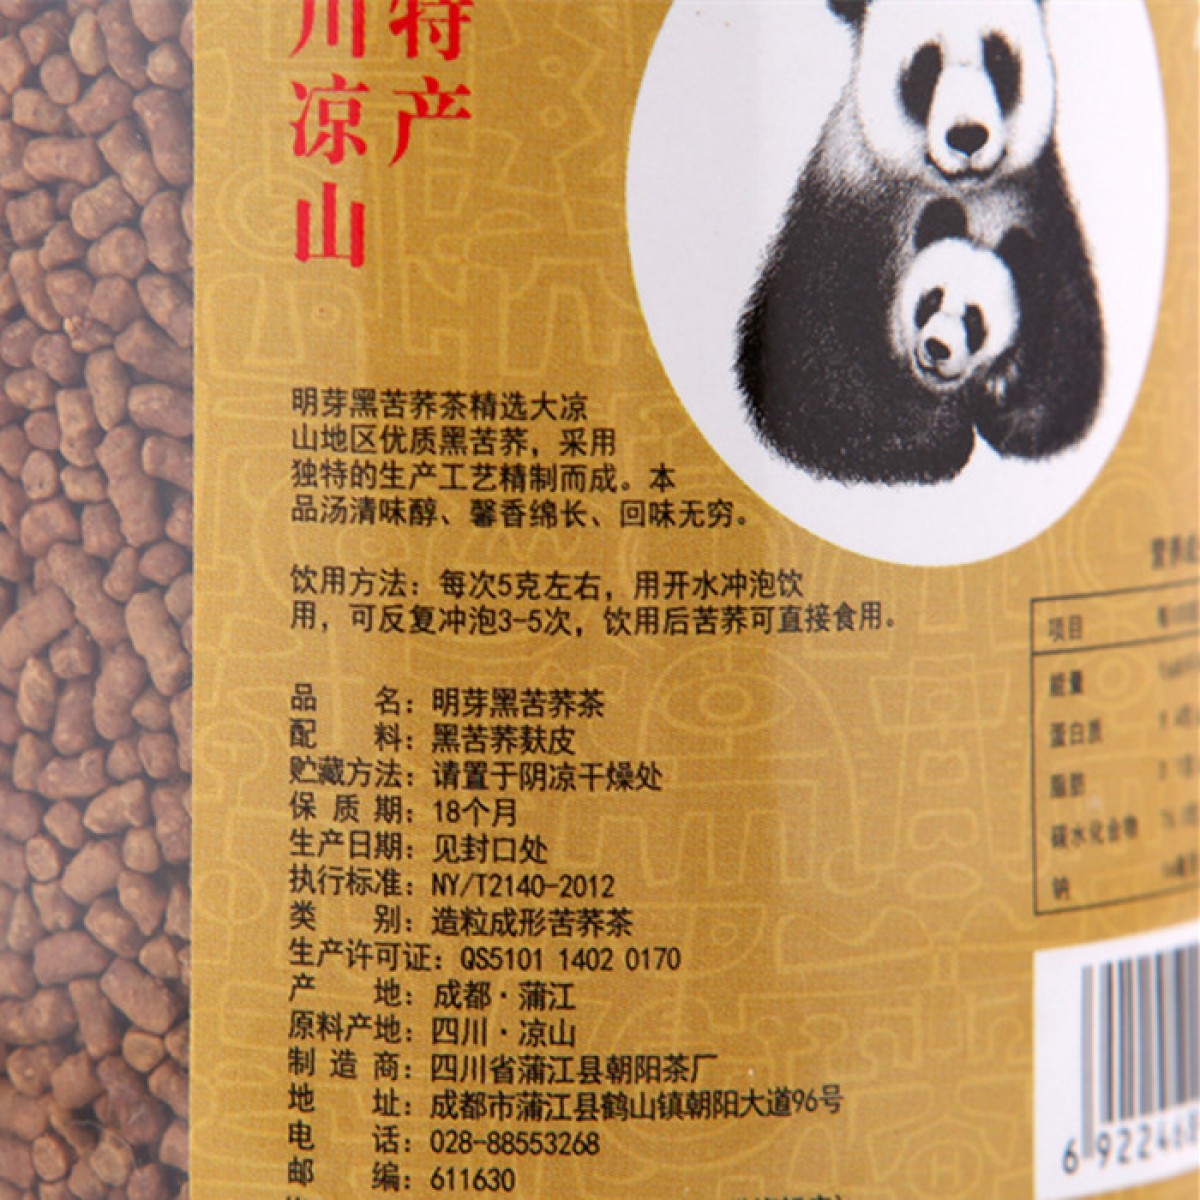 特产
川凉山
明芽黑苦荞茶精选大凉
山地区优质黑苦荞，采用
独特的生产工艺精制而成。本
品汤清味醇、馨香绵长、回味无穷。
饮用方法：每次5克左右，用开水冲泡饮
用，可反复冲泡3-5次，饮用后苦荞可直接食用。
品 名：明芽黑苦荞茶
配 料：黑苦荞麸皮
贮藏方法：请置于阴凉干燥处
保 质 期：18个月
生产日期：见封口处
执行标准：NY/T2140-2012
类 别：造粒成形苦荞茶
生产许可证：QS5101 1402 0170
产 地：成都·蒲江
原料产地：四川·凉山
制 造 商：四川省蒲江县朝阳茶厂
地 址：成都市蒲江县鹤山镇朝阳大道96号
电 话：028-88553268
邮 编：611630
项目
能量
蛋白质
脂肪
碳水化合物
钠
6 922468